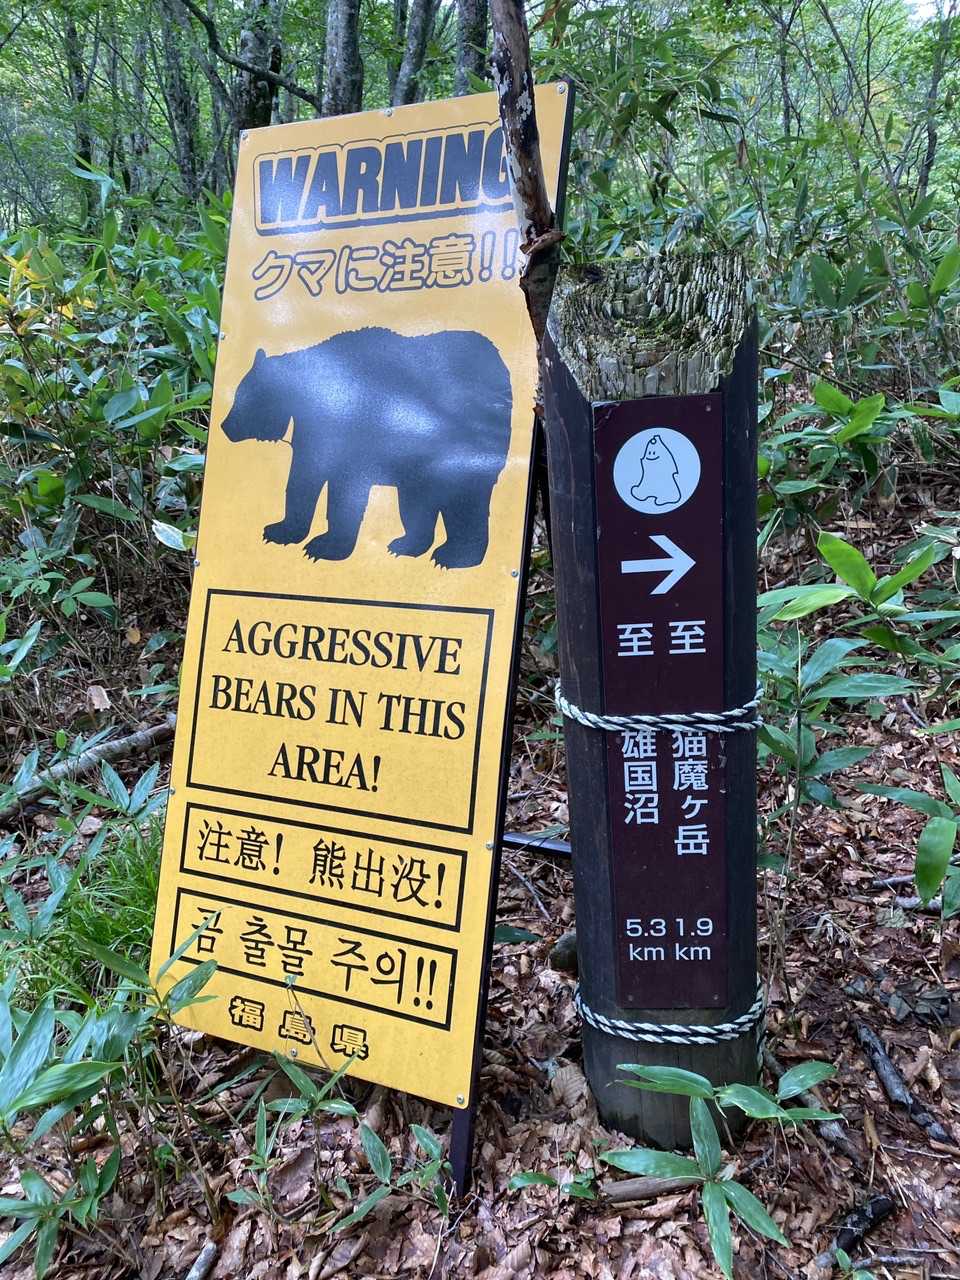 WARNING
クマに注意!!
AGGRESSIVE
BEARS IN THIS
AREA!
注意! 熊出没!
곰 출몰 주의!!
福島県
至 猫魔ヶ岳
1.9
km
至 雄国沼
5.3
km